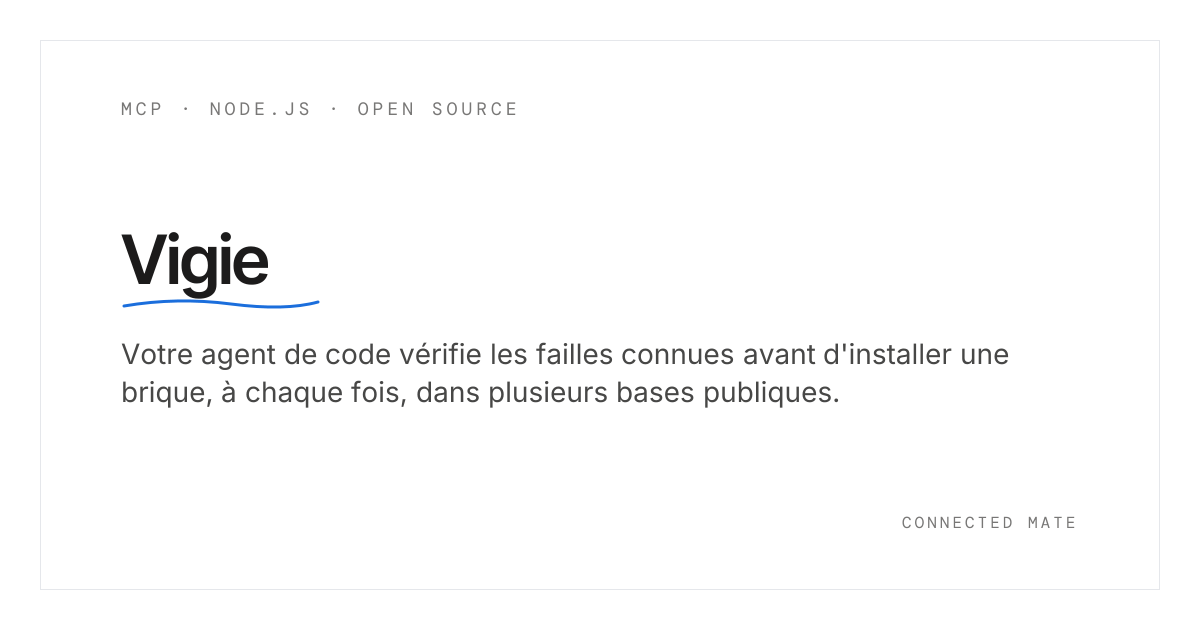 MCP · NODE.JS · OPEN SOURCE
Vigie
Votre agent de code vérifie les failles connues avant d'installer une
brique, à chaque fois, dans plusieurs bases publiques.
CONNECTED MATE